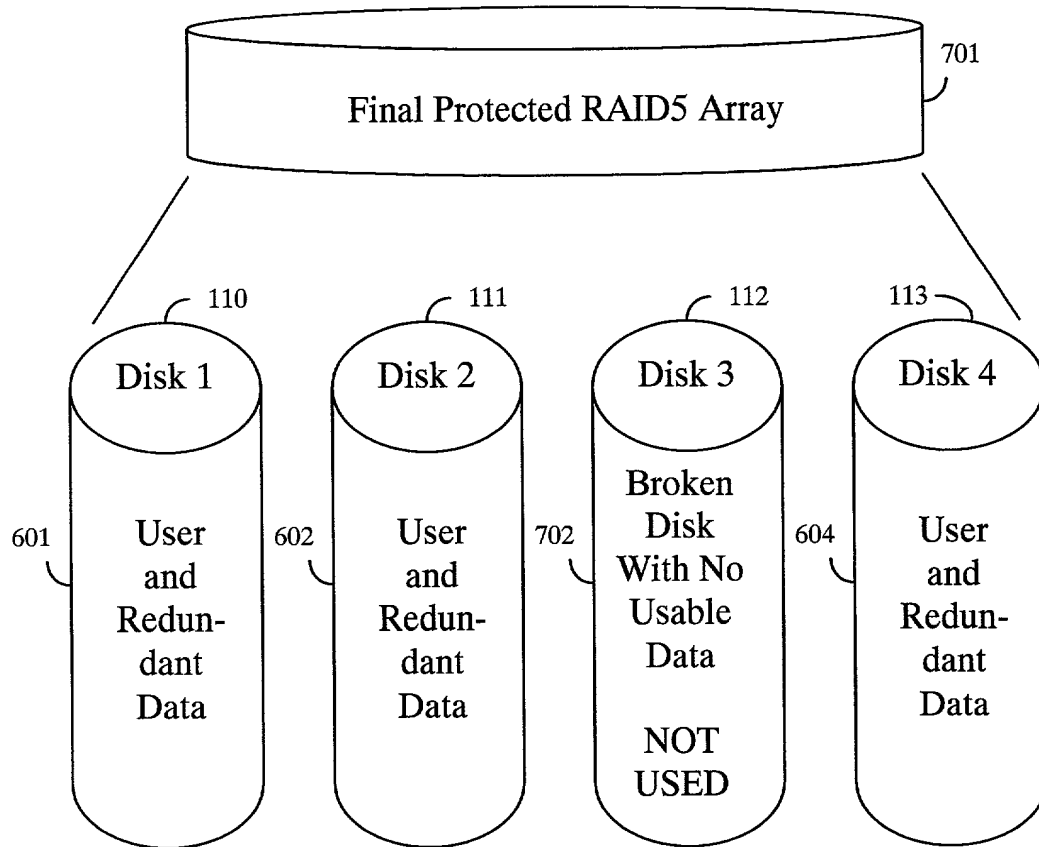 701
Final Protected RAID5 Array
110
111
112
113
Disk 1
Disk 2
Disk 3
Disk 4
601
User
and
Redun-
dant
Data
602
User
and
Redun-
dant
Data
702
Broken
Disk
With No
Usable
Data
NOT
USED
604
User
and
Redun-
dant
Data